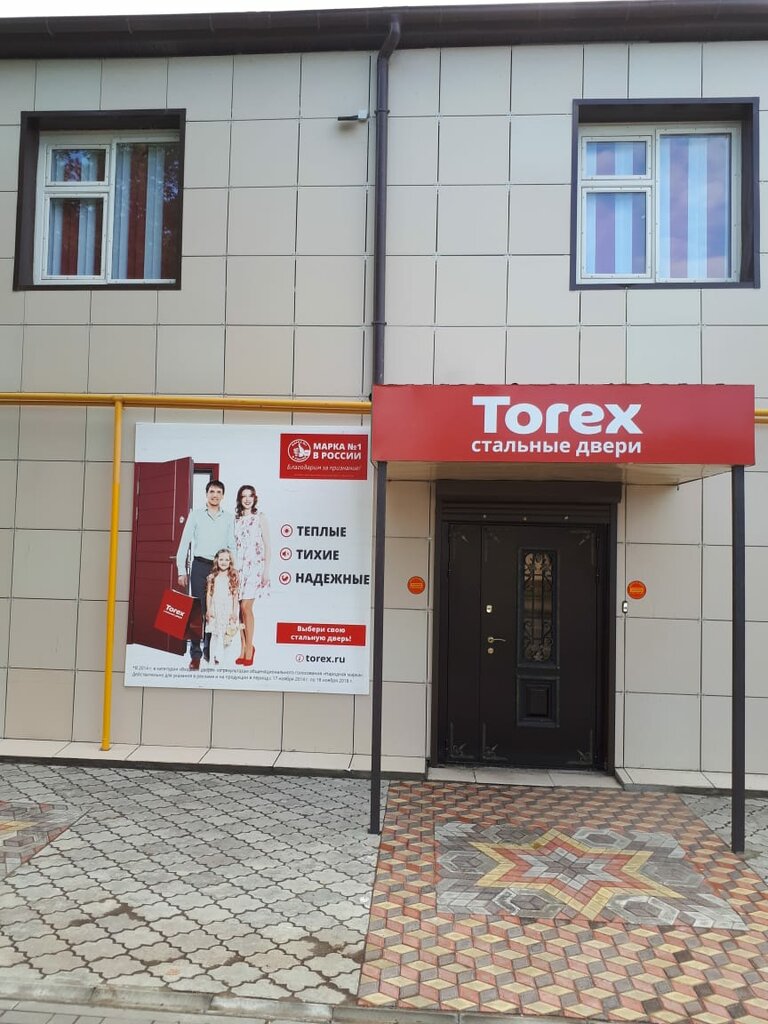 Torex
стальные двери
МАРКА №1
В РОССИИ
Благодарим за признание!
ТЕПЛЫЕ
ТИХИЕ
НАДЕЖНЫЕ
Torex
Выбери свою
стальную дверь!
torex.ru